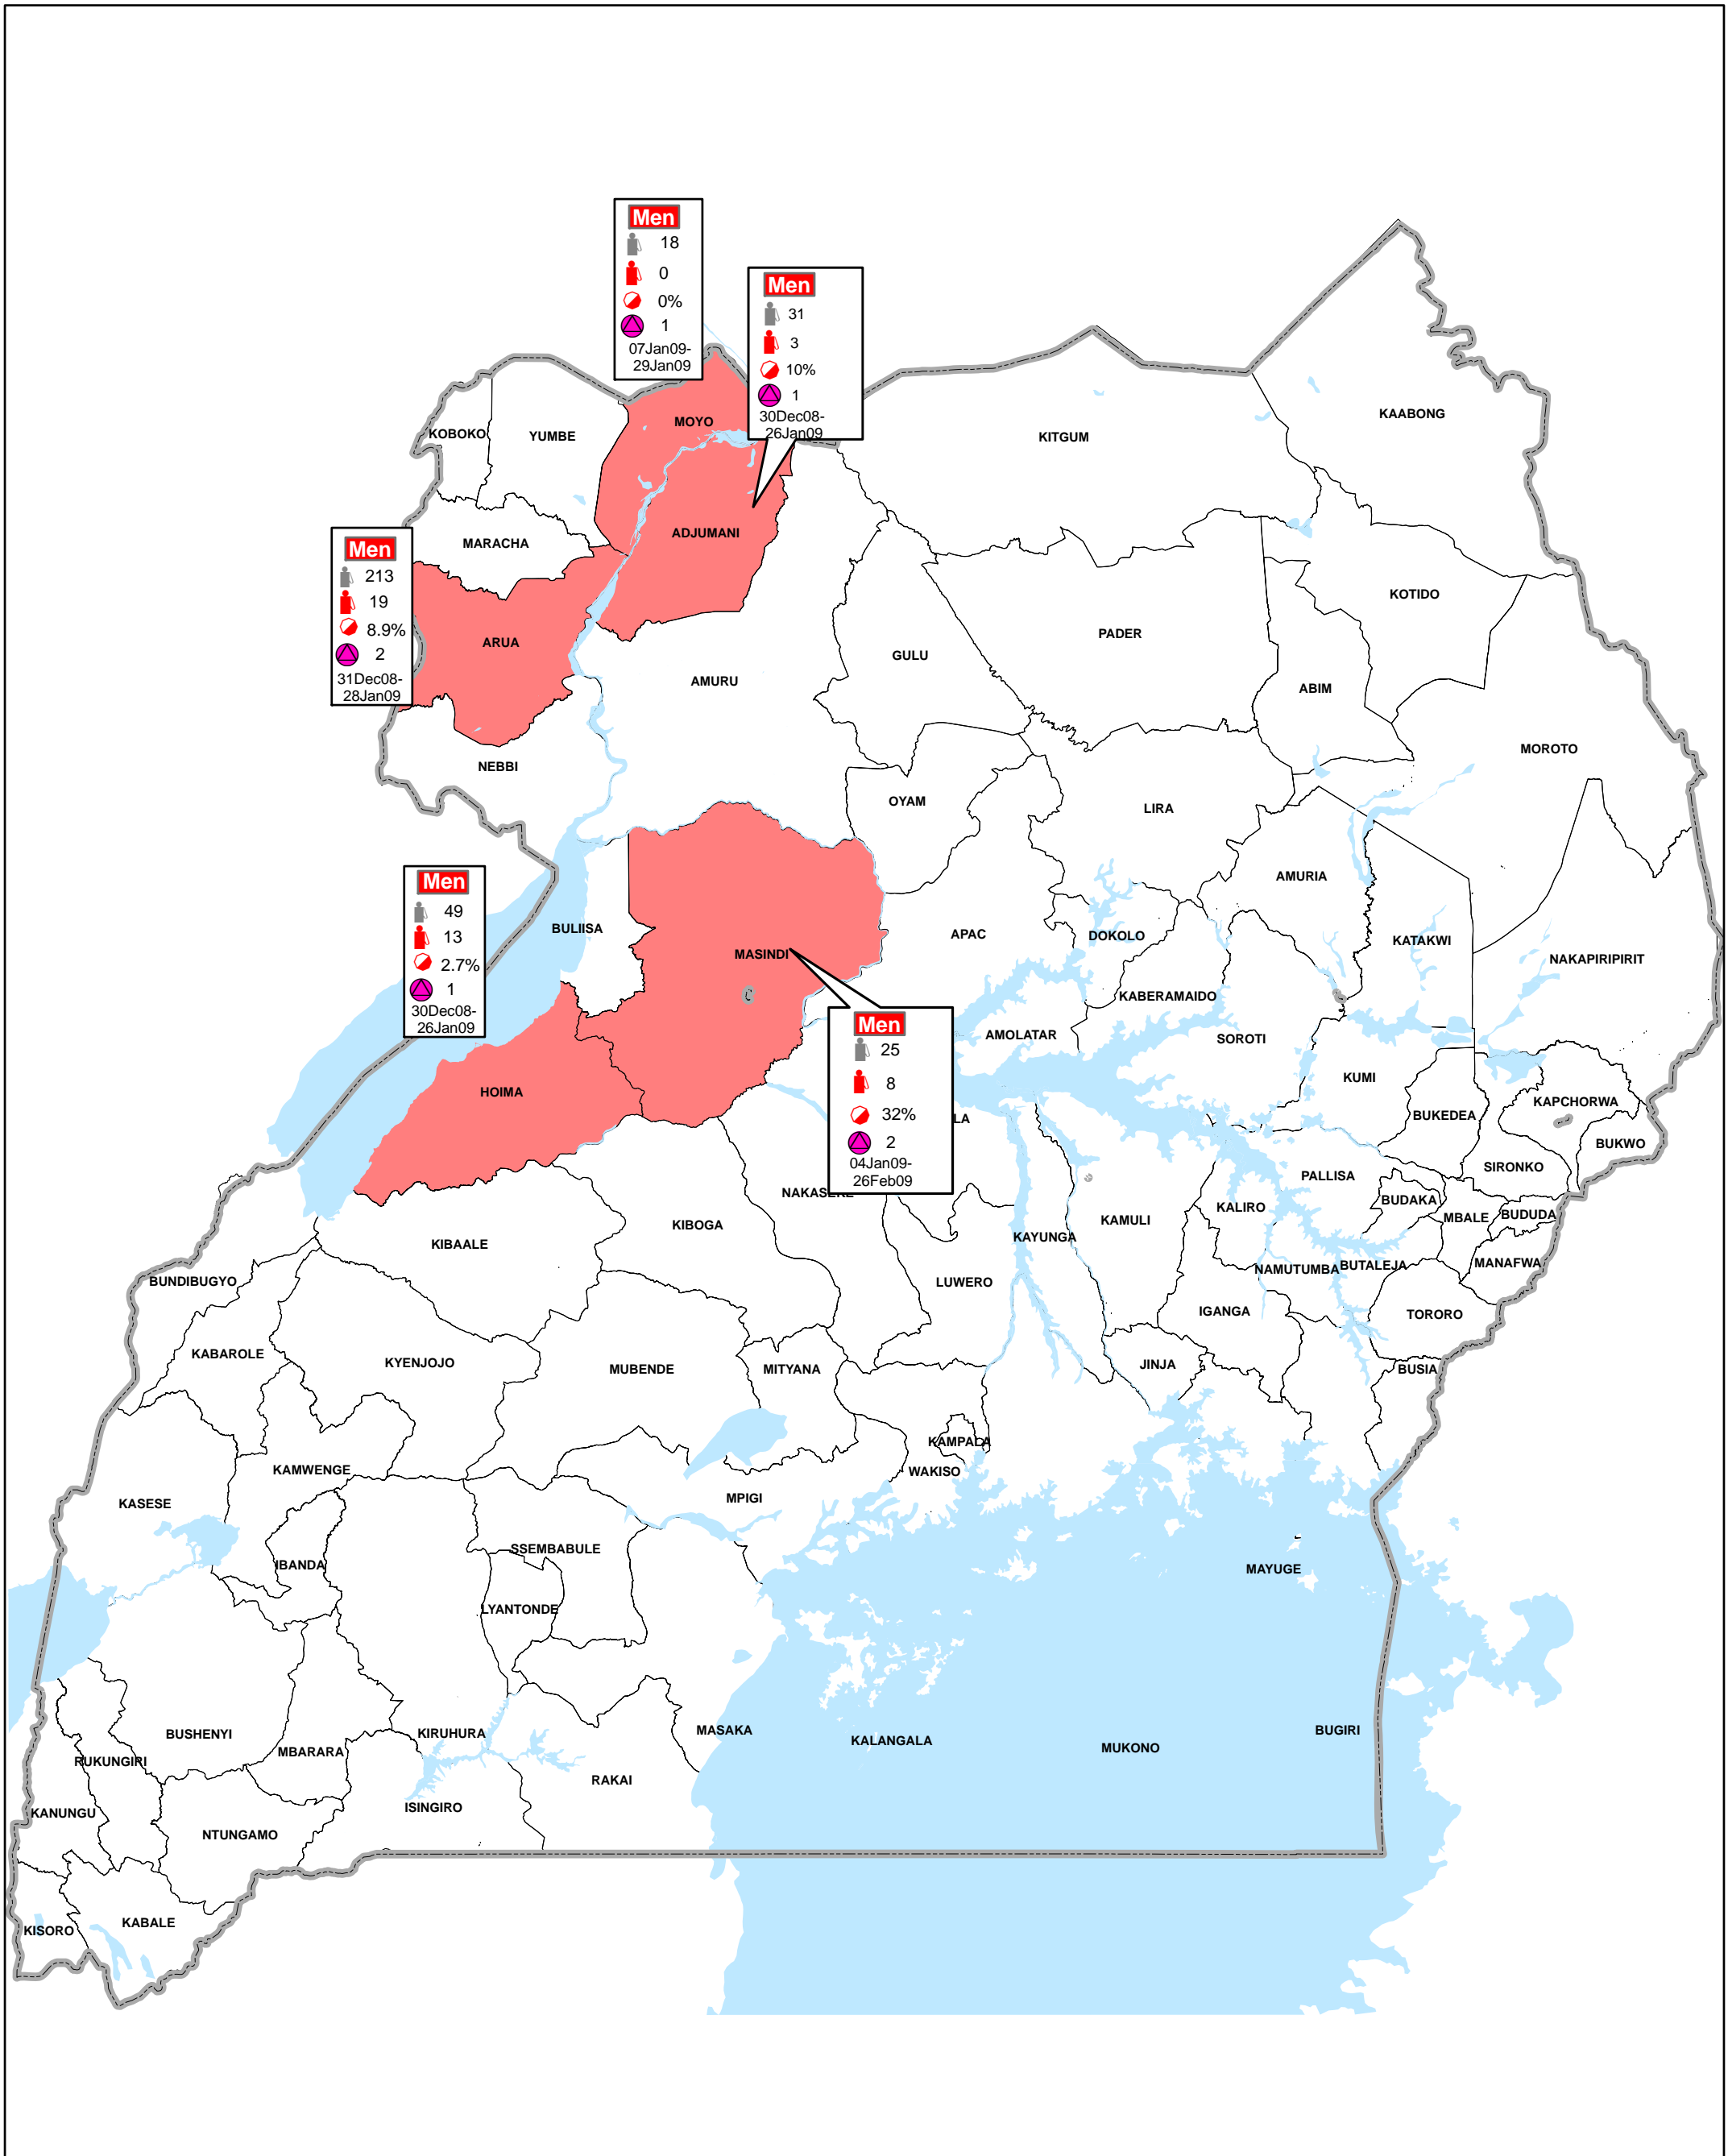 Men
18
0
0%
1
07Jan09-
29Jan09
Men
31
3
10%
1
30Dec08-
26Jan09
KOBOKO
YUMBE
MOYO
KITGUM
KAABONG
MARACHA
ADJUMANI
Men
213
19
8.9%
2
31Dec08-
28Jan09
ARUA
AMURU
GULU
PADER
KOTIDO
ABIM
NEBBI
MOROTO
OYAM
LIRA
AMURIA
Men
49
13
2.7%
1
30Dec08-
26Jan09
BULIISA
MASINDI
APAC
DOKOLO
KATAKWI
NAKAPIRIPIRIT
KABERAMAIDO
Men
25
8
32%
2
04Jan09-
26Feb09
AMOLATAR
SOROTI
HOIMA
KUMI
LA
BUKEDEA
KAPCHORWA
BUKWO
SIRONKO
PALLISA
NAKASEKE
BUDAKA
KALIRO
MBALE
BUDUDA
KIBOGA
KAMULI
KAYUNGA
KIBAALE
BUNDIBUGYO
LUWERO
NAMUTUMBA
BUTALEJA
MANAFWA
IGANGA
TORORO
KABAROLE
KYENJOJO
MUBENDE
MITYANA
JINJA
BUSIA
KAMPALA
WAKISO
KAMWENGE
KASESE
MPIGI
SSEMBABULE
IBANDA
MAYUGE
LYANTONDE
BUSHENYI
KIRUHURA
MASAKA
KALANGALA
MUKONO
BUGIRI
MBARARA
RUKUNGIRI
RAKAI
ISINGIRO
KANUNGU
NTUNGAMO
KABALE
KISORO